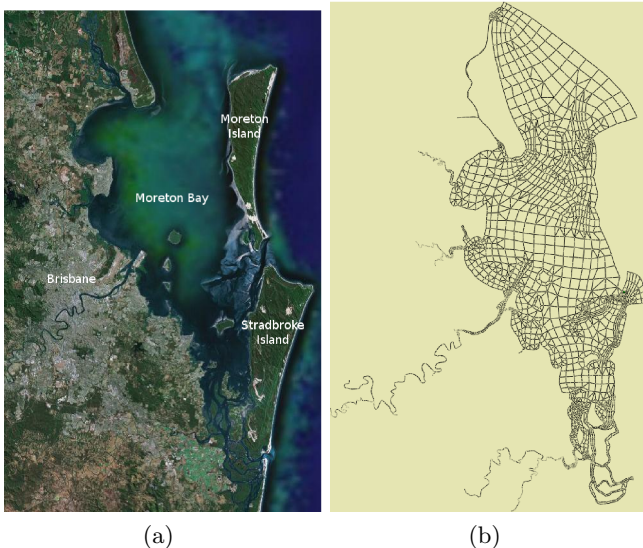 Moreton
Island
Moreton Bay
Brisbane
Stradbroke
Island
(a)
(b)